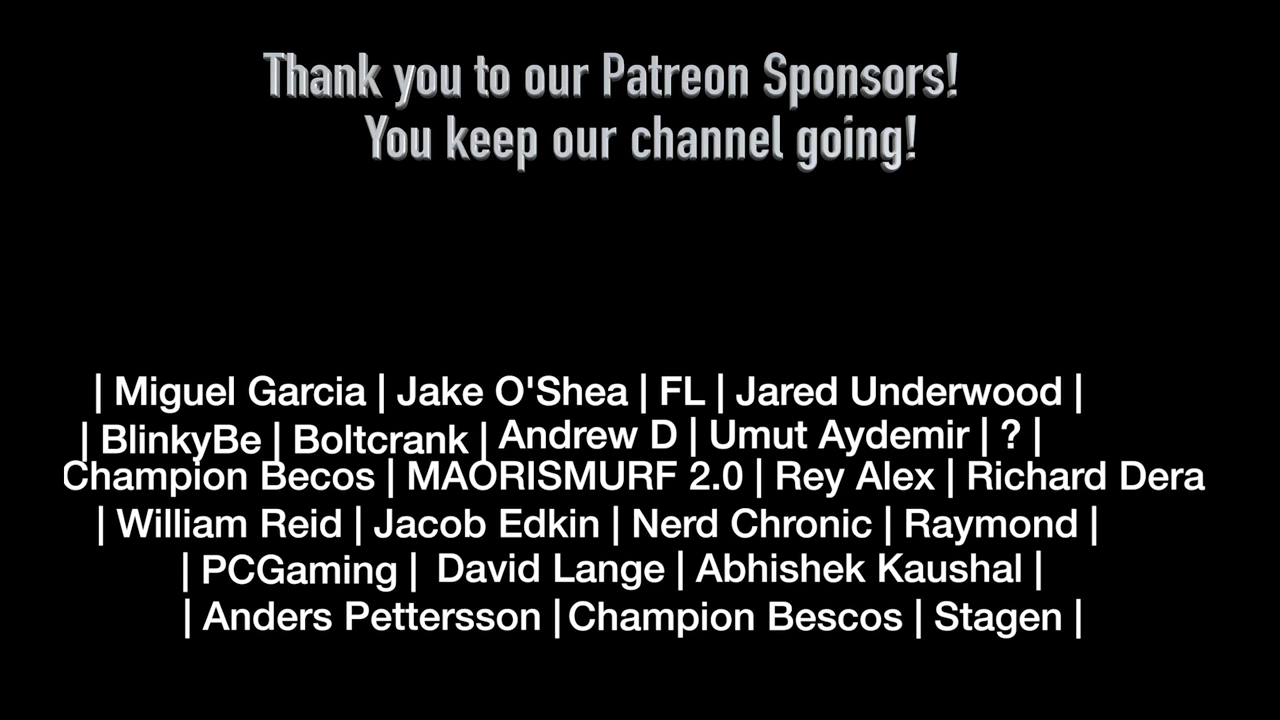 Thank you to our Patreon Sponsors!
You keep our channel going!
| Miguel Garcia | Jake O'Shea | FL | Jared Underwood |
| BlinkyBe | Boltcrank | Andrew D | Umut Aydemir | ? |
Champion Becos | MAORISMURF 2.0 | Rey Alex | Richard Dera
| William Reid | Jacob Edkin | Nerd Chronic | Raymond |
| PCGaming | David Lange | Abhishek Kaushal |
| Anders Pettersson | Champion Bescos | Stagen |